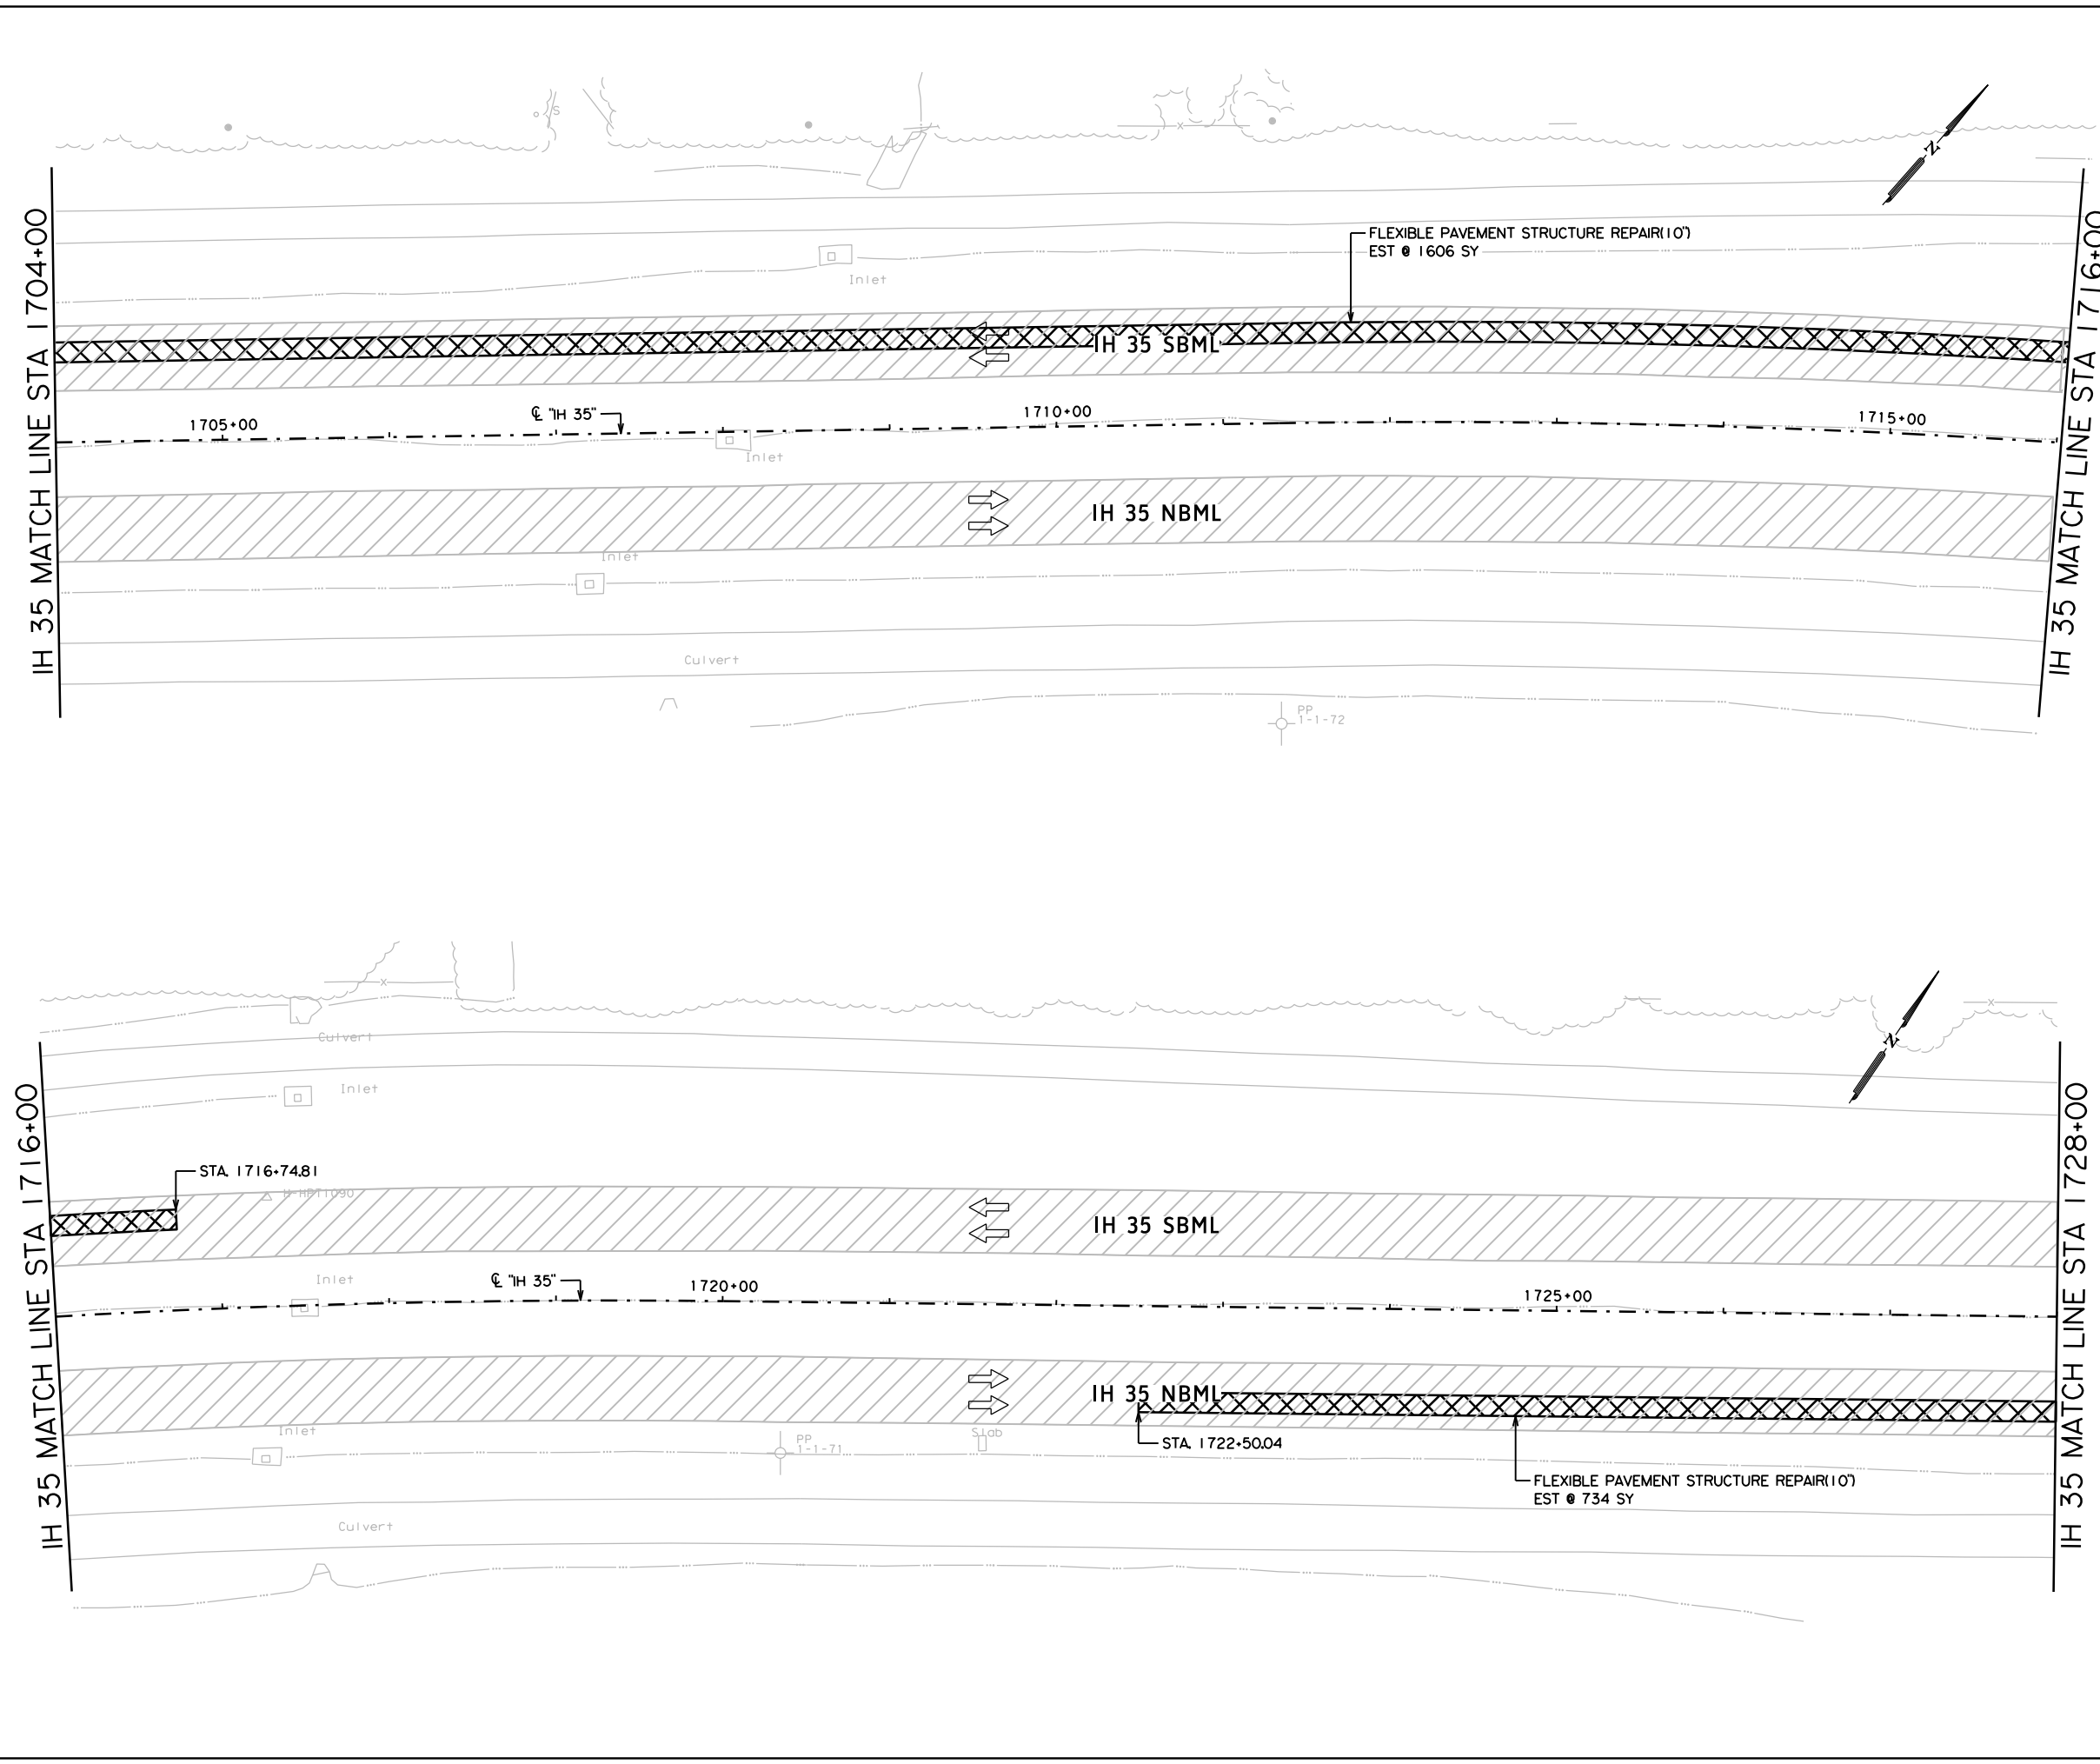 S
X
N
IH 35 MATCH LINE STA 1704+00
IH 35 MATCH LINE STA 1716+00
FLEXIBLE PAVEMENT STRUCTURE REPAIR(10")
EST @ 1606 SY
Inlet
IH 35 SBML
1705+00
℄ "IH 35"
1710+00
1715+00
Inlet
IH 35 NBML
Inlet
Culvert
PP
1-1-72
X
X
N
Culvert
Inlet
IH 35 MATCH LINE STA 1716+00
IH 35 MATCH LINE STA 1728+00
STA. 1716+74.81
IH 35 SBML
Inlet
℄ "IH 35"
1720+00
1725+00
IH 35 NBML
Inlet
PP
1-1-71
Slab
STA. 1722+50.04
FLEXIBLE PAVEMENT STRUCTURE REPAIR(10")
EST @ 734 SY
Culvert